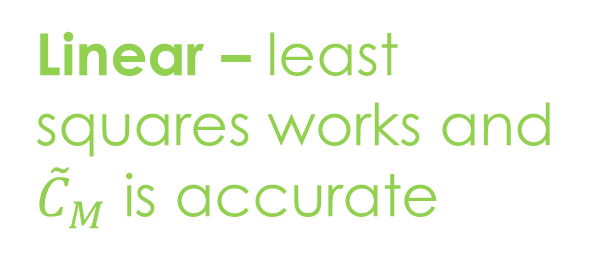 Linear – least
squares works and
C̃_M is accurate